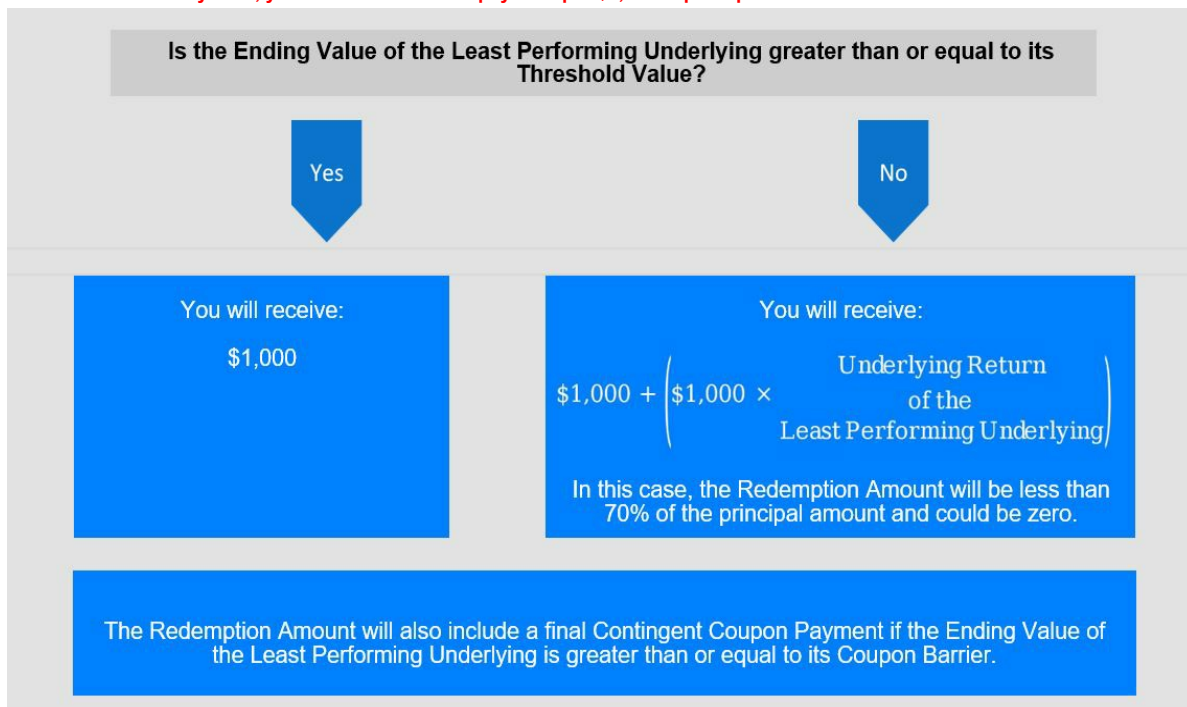 Is the Ending Value of the Least Performing Underlying greater than or equal to its
Threshold Value?
Yes
No
You will receive:
$1,000
You will receive:
$1,000 + ($1,000 × Underlying Return
of the
Least Performing Underlying)
In this case, the Redemption Amount will be less than
70% of the principal amount and could be zero.
The Redemption Amount will also include a final Contingent Coupon Payment if the Ending Value of
the Least Performing Underlying is greater than or equal to its Coupon Barrier.